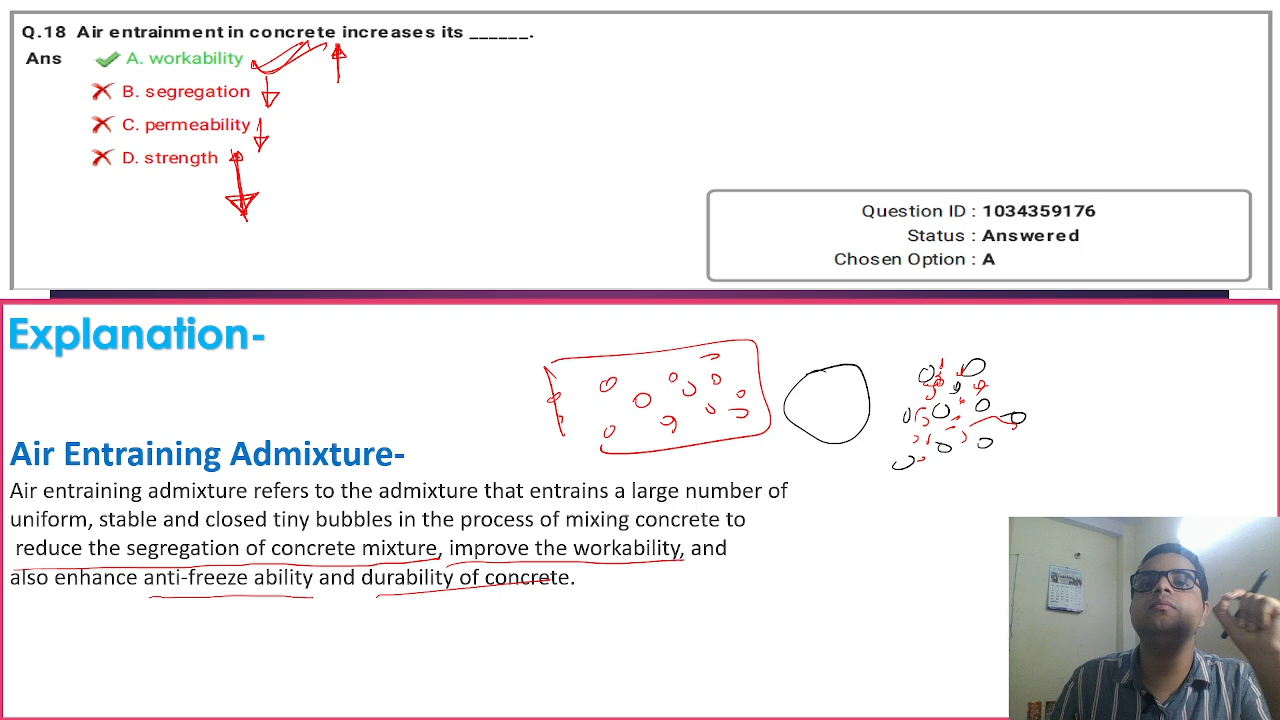 Q.18 Air entrainment in concrete increases its ______.
Ans A. workability
B. segregation
C. permeability
D. strength
Question ID : 1034359176
Status : Answered
Chosen Option : A
Explanation-
Air Entraining Admixture-
Air entraining admixture refers to the admixture that entrains a large number of
uniform, stable and closed tiny bubbles in the process of mixing concrete to
reduce the segregation of concrete mixture, improve the workability, and
also enhance anti-freeze ability and durability of concrete.